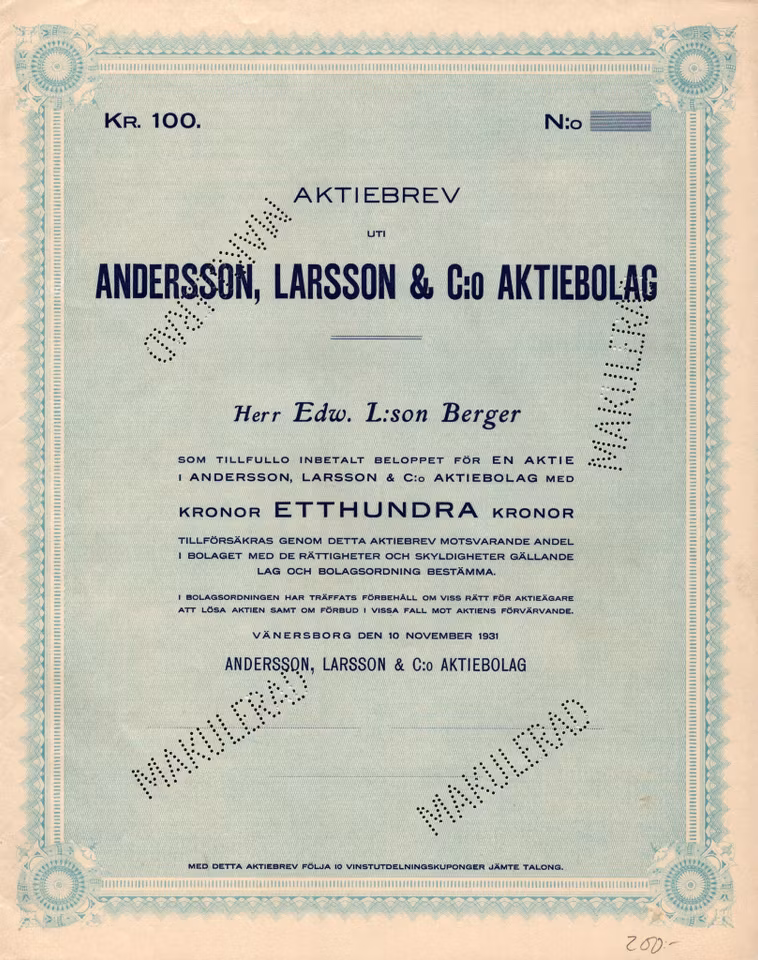 KR. 100.
N:o
AKTIEBREV
UTI
ANDERSSON, LARSSON & C:o AKTIEBOLAG
MAKULERAD
MAKULERAD
Herr Edw. L:son Berger
SOM TILLFULLO INBETALT BELOPPET FÖR EN AKTIE
I ANDERSSON, LARSSON & C:o AKTIEBOLAG MED
KRONOR ETTHUNDRA KRONOR
TILLFÖRSÄKRAS GENOM DETTA AKTIEBREV MOTSVARANDE ANDEL
I BOLAGET MED DE RÄTTIGHETER OCH SKYLDIGHETER GÄLLANDE
LAG OCH BOLAGSORDNING BESTÄMMA.
I BOLAGSORDNINGEN HAR TRÄFFATS FÖRBEHÅLL OM VISS RÄTT FÖR AKTIEÄGARE
ATT LÖSA AKTIEN SAMT OM FÖRBUD I VISSA FALL MOT AKTIENS FÖRVÄRVANDE.
VÄNERSBORG DEN 10 NOVEMBER 1931
ANDERSSON, LARSSON & C:o AKTIEBOLAG
MAKULERAD
MAKULERAD
MED DETTA AKTIEBREV FÖLJA 10 VINSTUTDELNINGSKUPONGER JÄMTE TALONG.
200:-